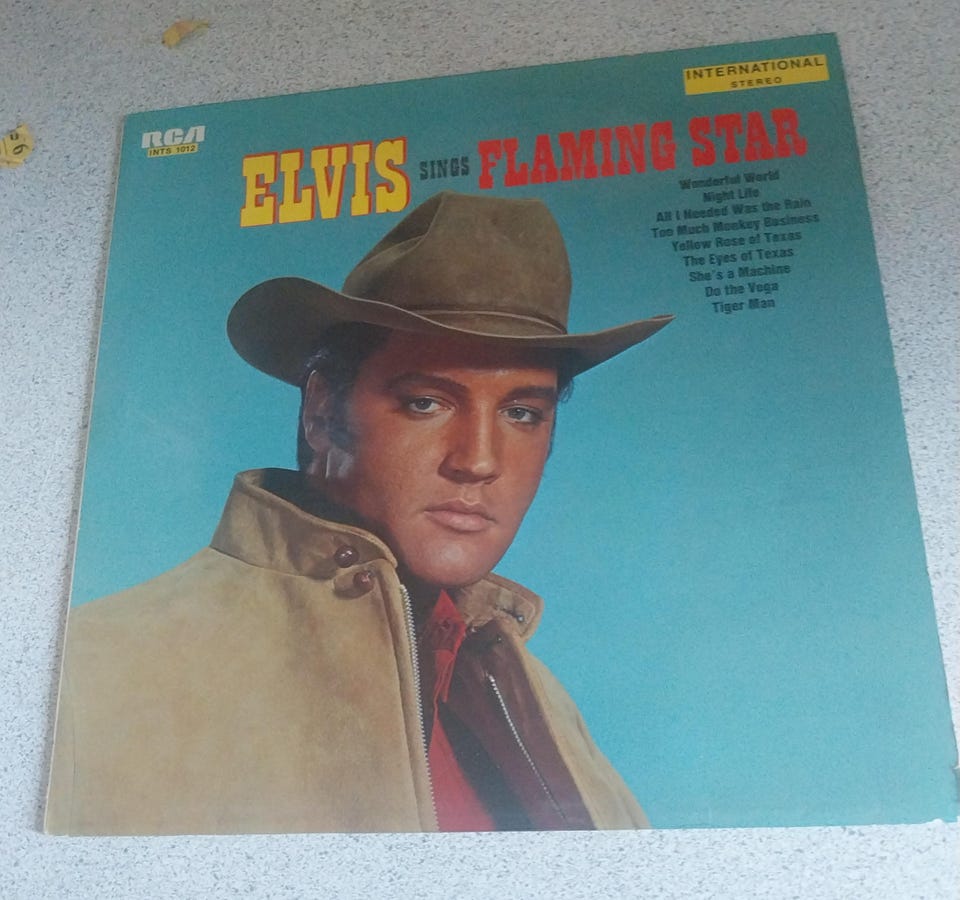 RCA
INTS 1012
INTERNATIONAL
STEREO
ELVIS SINGS FLAMING STAR
Wonderful World
Night Life
All I Needed Was the Rain
Too Much Monkey Business
Yellow Rose of Texas
The Eyes of Texas
She's a Machine
Do the Vega
Tiger Man